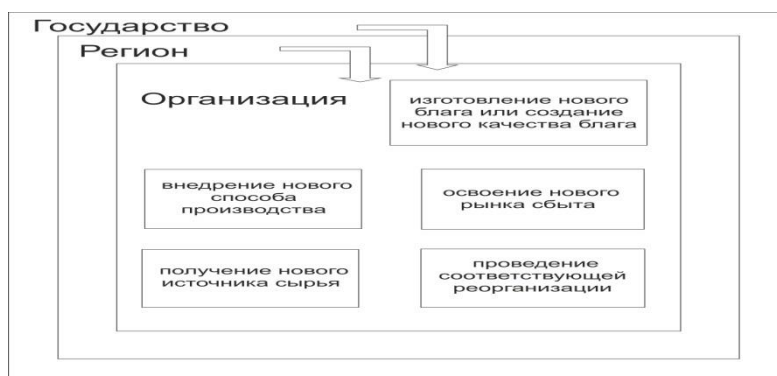 Государство
Регион
Организация
изготовление нового
блага или создание
нового качества блага
внедрение нового
способа
производства
освоение нового
рынка сбыта
получение нового
источника сырья
проведение
соответствующей
реорганизации